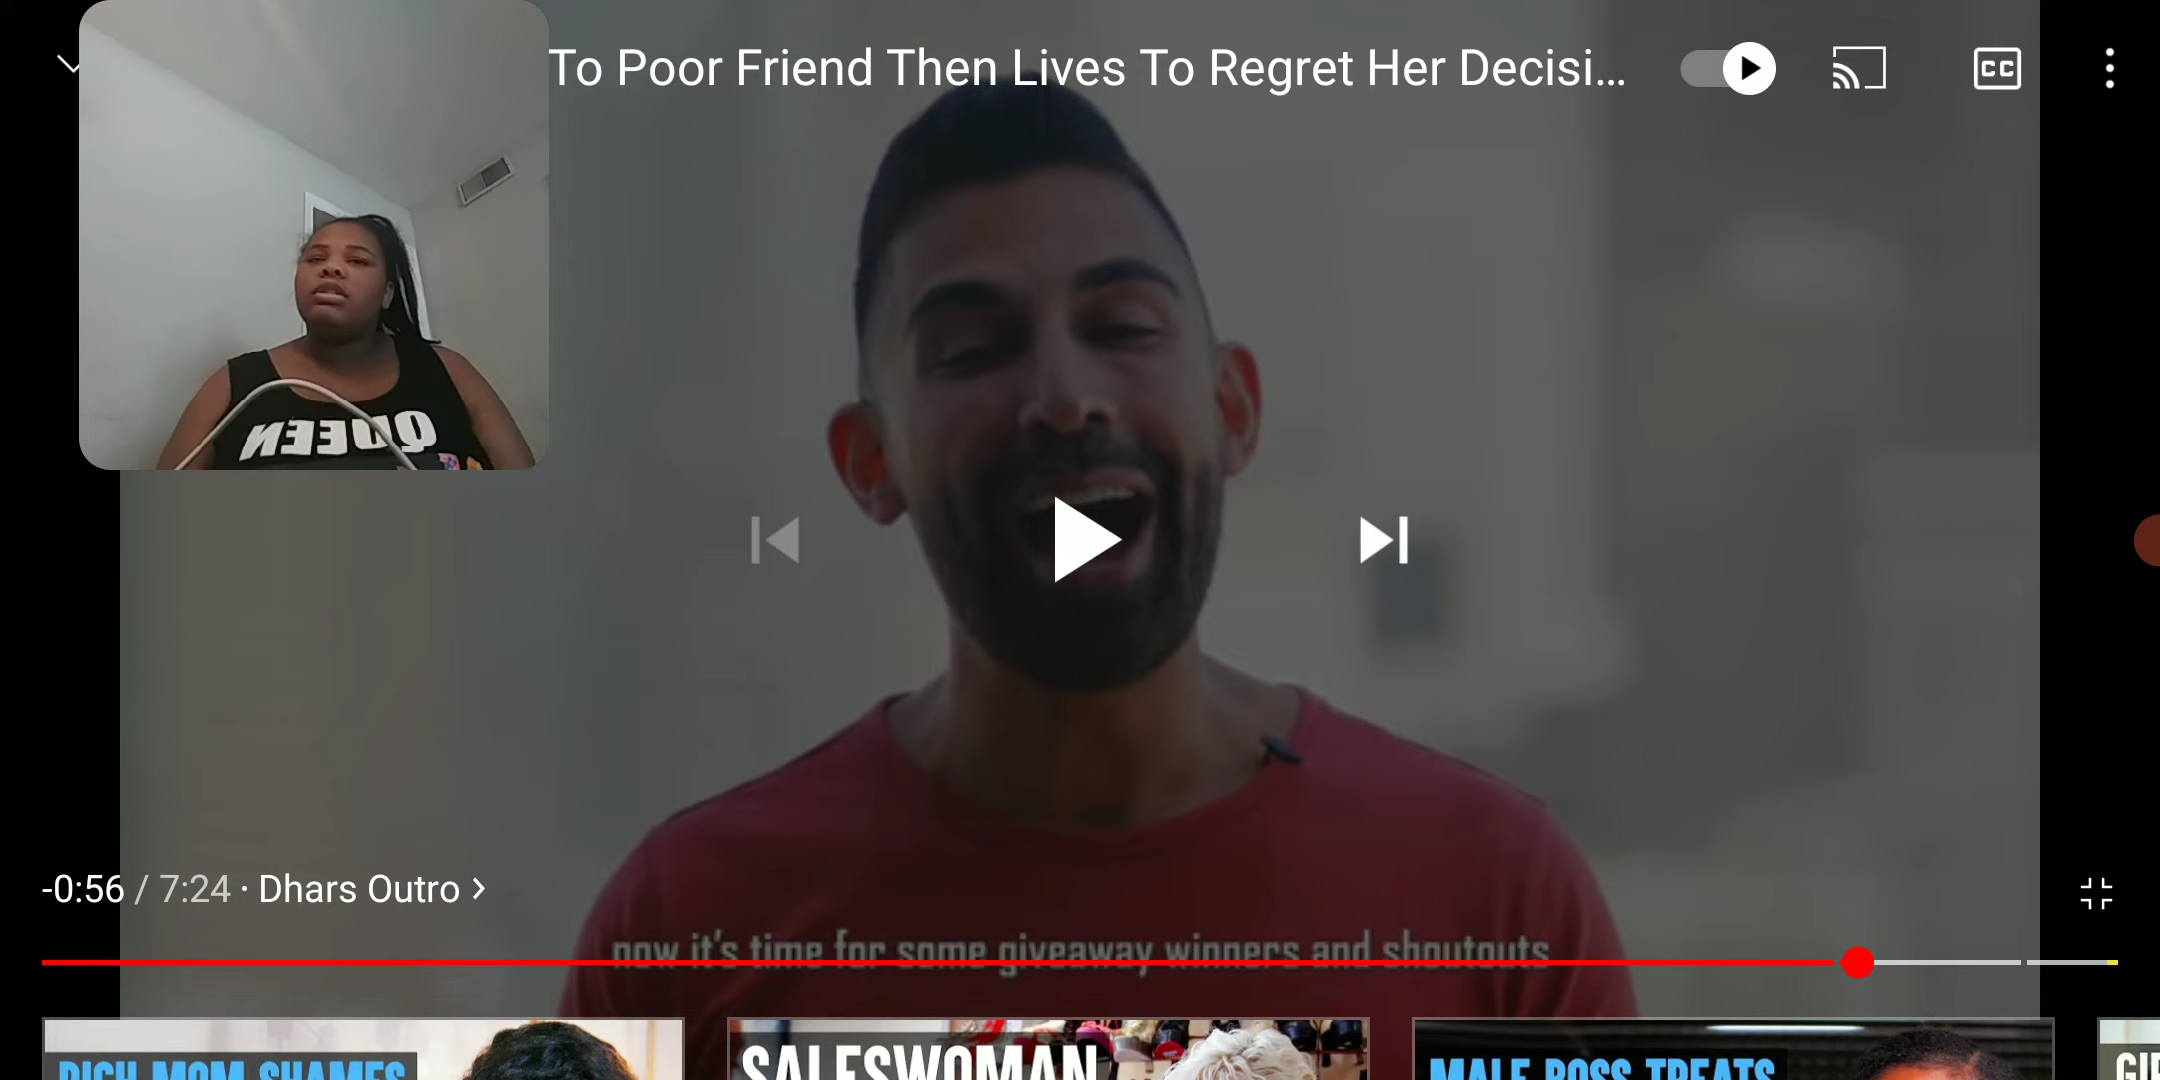 To Poor Friend Then Lives To Regret Her Decisi...
CC
QUEEN
-0:56 / 7:24 · Dhars Outro
now it's time for some giveaway winners and shoutouts
RICH MOM SHAMES
SALESWOMAN
MALE BOSS TREATS